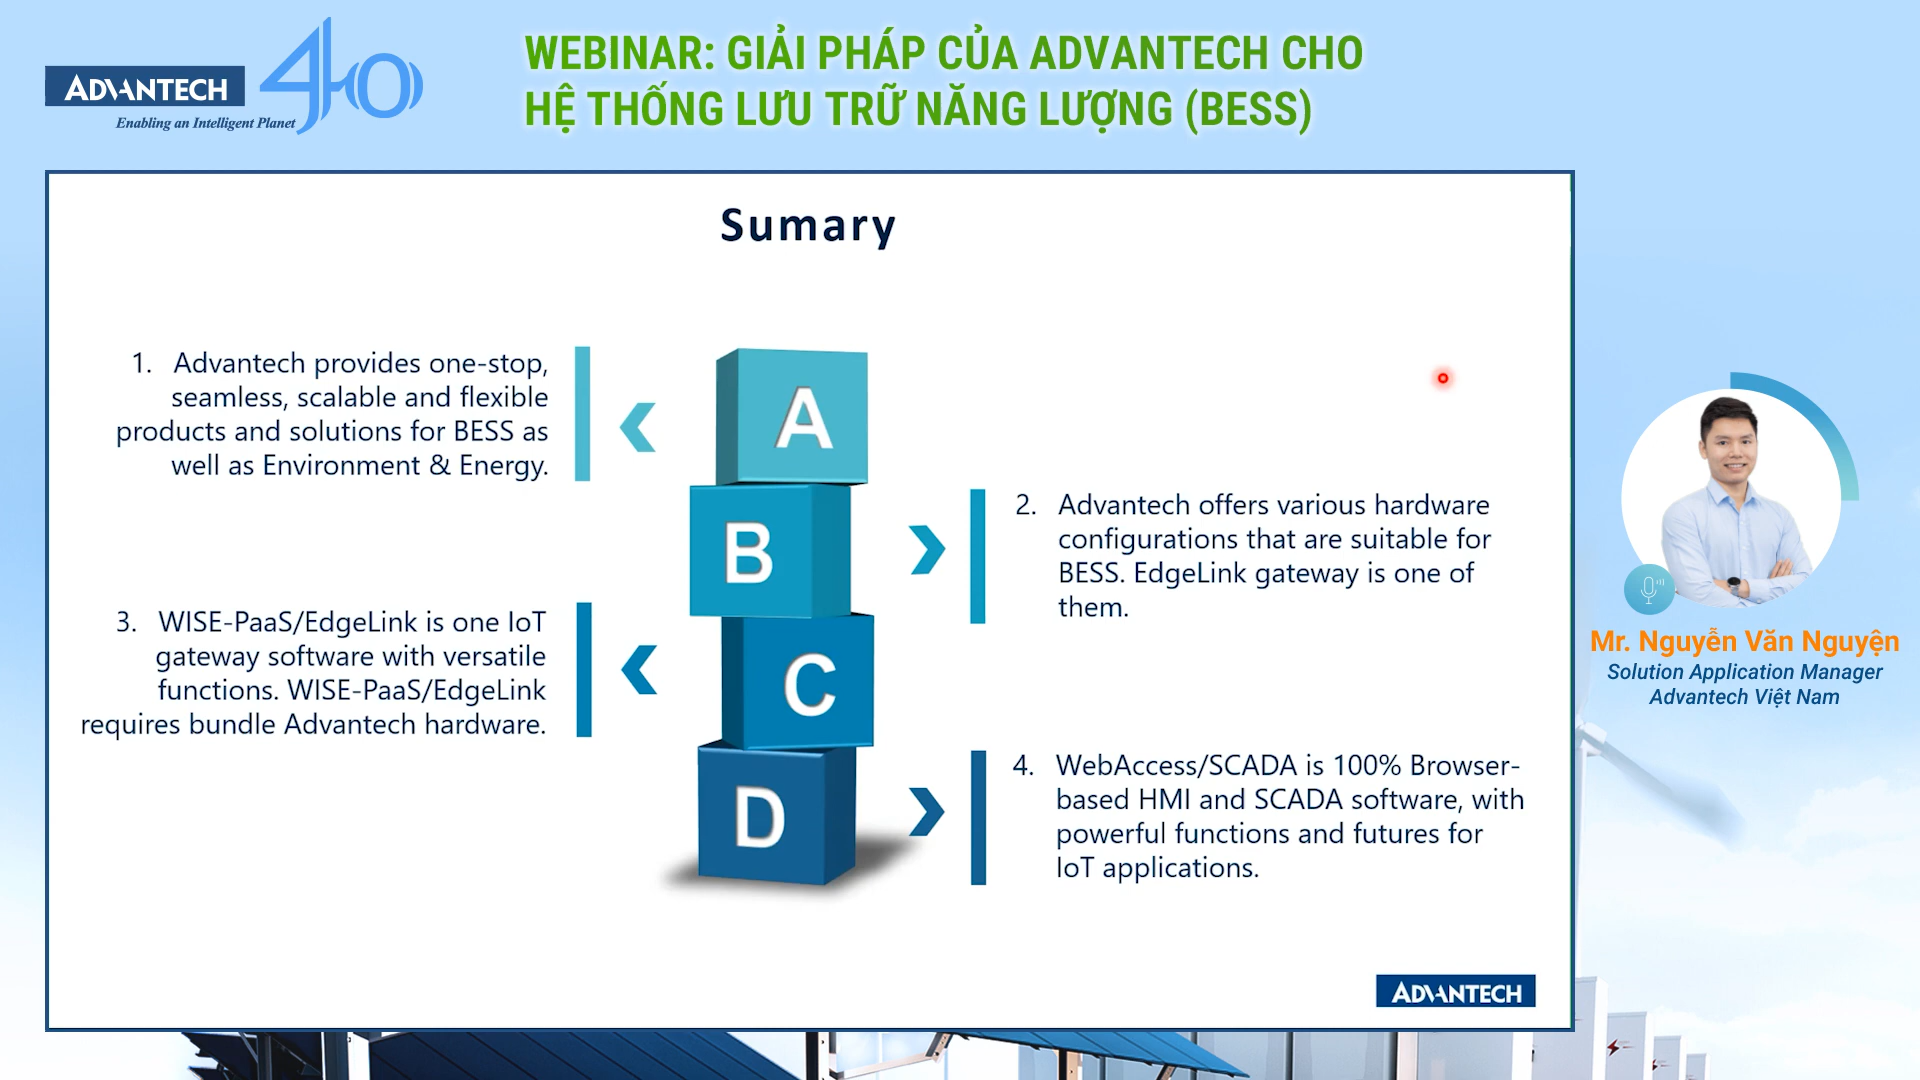 ADVANTECH
Enabling an Intelligent Planet
40
WEBINAR: GIẢI PHÁP CỦA ADVANTECH CHO
HỆ THỐNG LƯU TRỮ NĂNG LƯỢNG (BESS)
Sumary
1. Advantech provides one-stop,
seamless, scalable and flexible
products and solutions for BESS as
well as Environment & Energy.
A
B
2. Advantech offers various hardware
configurations that are suitable for
BESS. EdgeLink gateway is one of
them.
3. WISE-PaaS/EdgeLink is one IoT
gateway software with versatile
functions. WISE-PaaS/EdgeLink
requires bundle Advantech hardware.
C
D
4. WebAccess/SCADA is 100% Browser-
based HMI and SCADA software, with
powerful functions and futures for
IoT applications.
ADVANTECH
Mr. Nguyễn Văn Nguyện
Solution Application Manager
Advantech Việt Nam